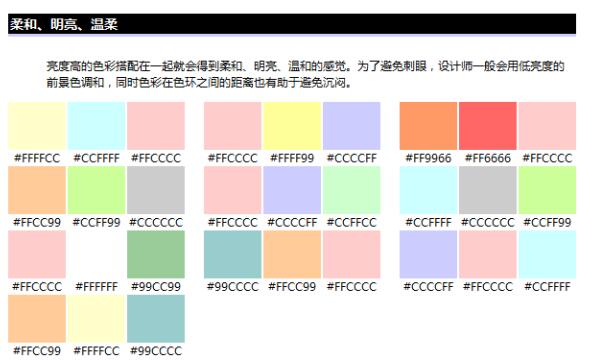 柔和、明亮、温柔
亮度高的色彩搭配在一起就会得到柔和、明亮、温和的感觉。为了避免刺眼，设计师一般会用低亮度的
前景色调和，同时色彩在色环之间的距离也有助于避免沉闷。
#FFFFCC #CCFFFF #FFCCCC #FFCCCC #FFFF99 #CCCCFF #FF9966 #FF6666 #FFCCCC
#FFCC99 #CCFF99 #CCCCCC #FFCCCC #CCCCFF #CCFFCC #CCFFFF #CCCCCC #CCFF99
#FFCCCC #FFFFFF #99CC99 #99CCCC #FFCC99 #FFCCCC #CCCCFF #FFCCCC #CCFFFF
#FFCC99 #FFFFCC #99CCCC